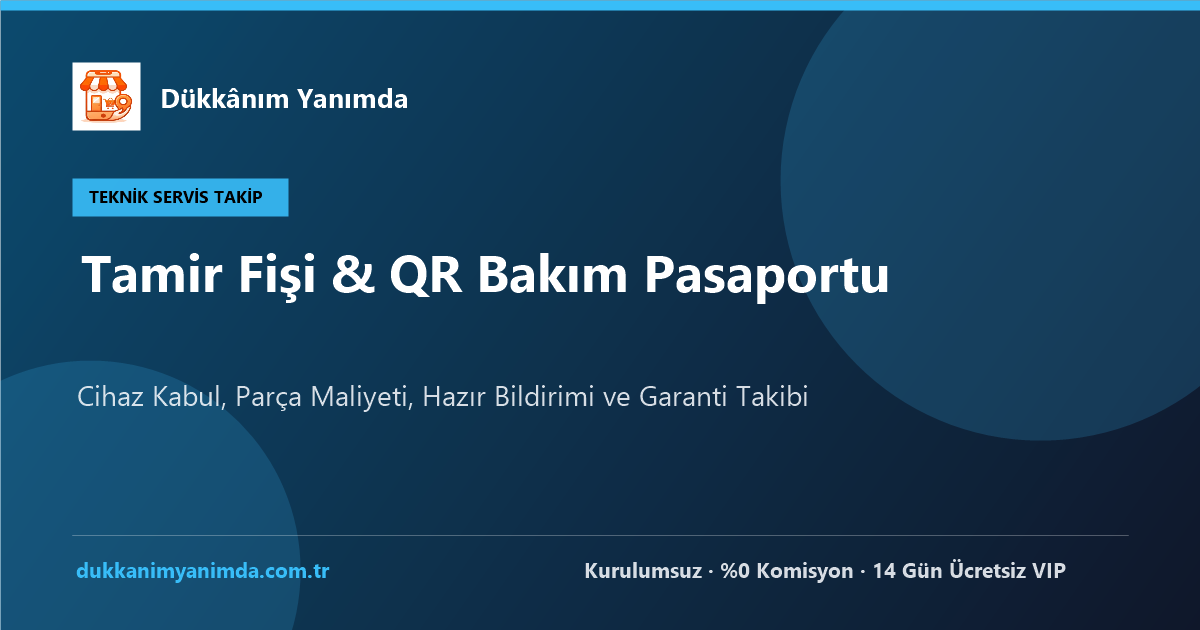 Dükkânım Yanımda
TEKNİK SERVİS TAKİP
Tamir Fişi & QR Bakım Pasaportu
Cihaz Kabul, Parça Maliyeti, Hazır Bildirimi ve Garanti Takibi
dukkanimyanimda.com.tr
Kurulumsuz · %0 Komisyon · 14 Gün Ücretsiz VIP